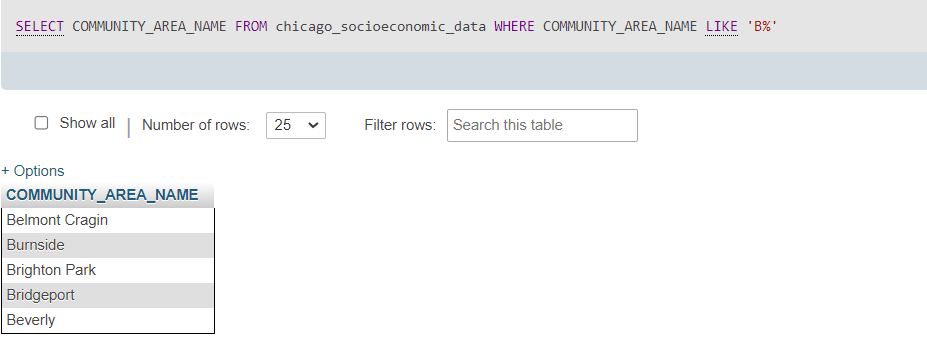 SELECT COMMUNITY_AREA_NAME FROM chicago_socioeconomic_data WHERE COMMUNITY_AREA_NAME LIKE 'B%'
Show all | Number of rows: 25 Filter rows: Search this table
+ Options
COMMUNITY_AREA_NAME
Belmont Cragin
Burnside
Brighton Park
Bridgeport
Beverly